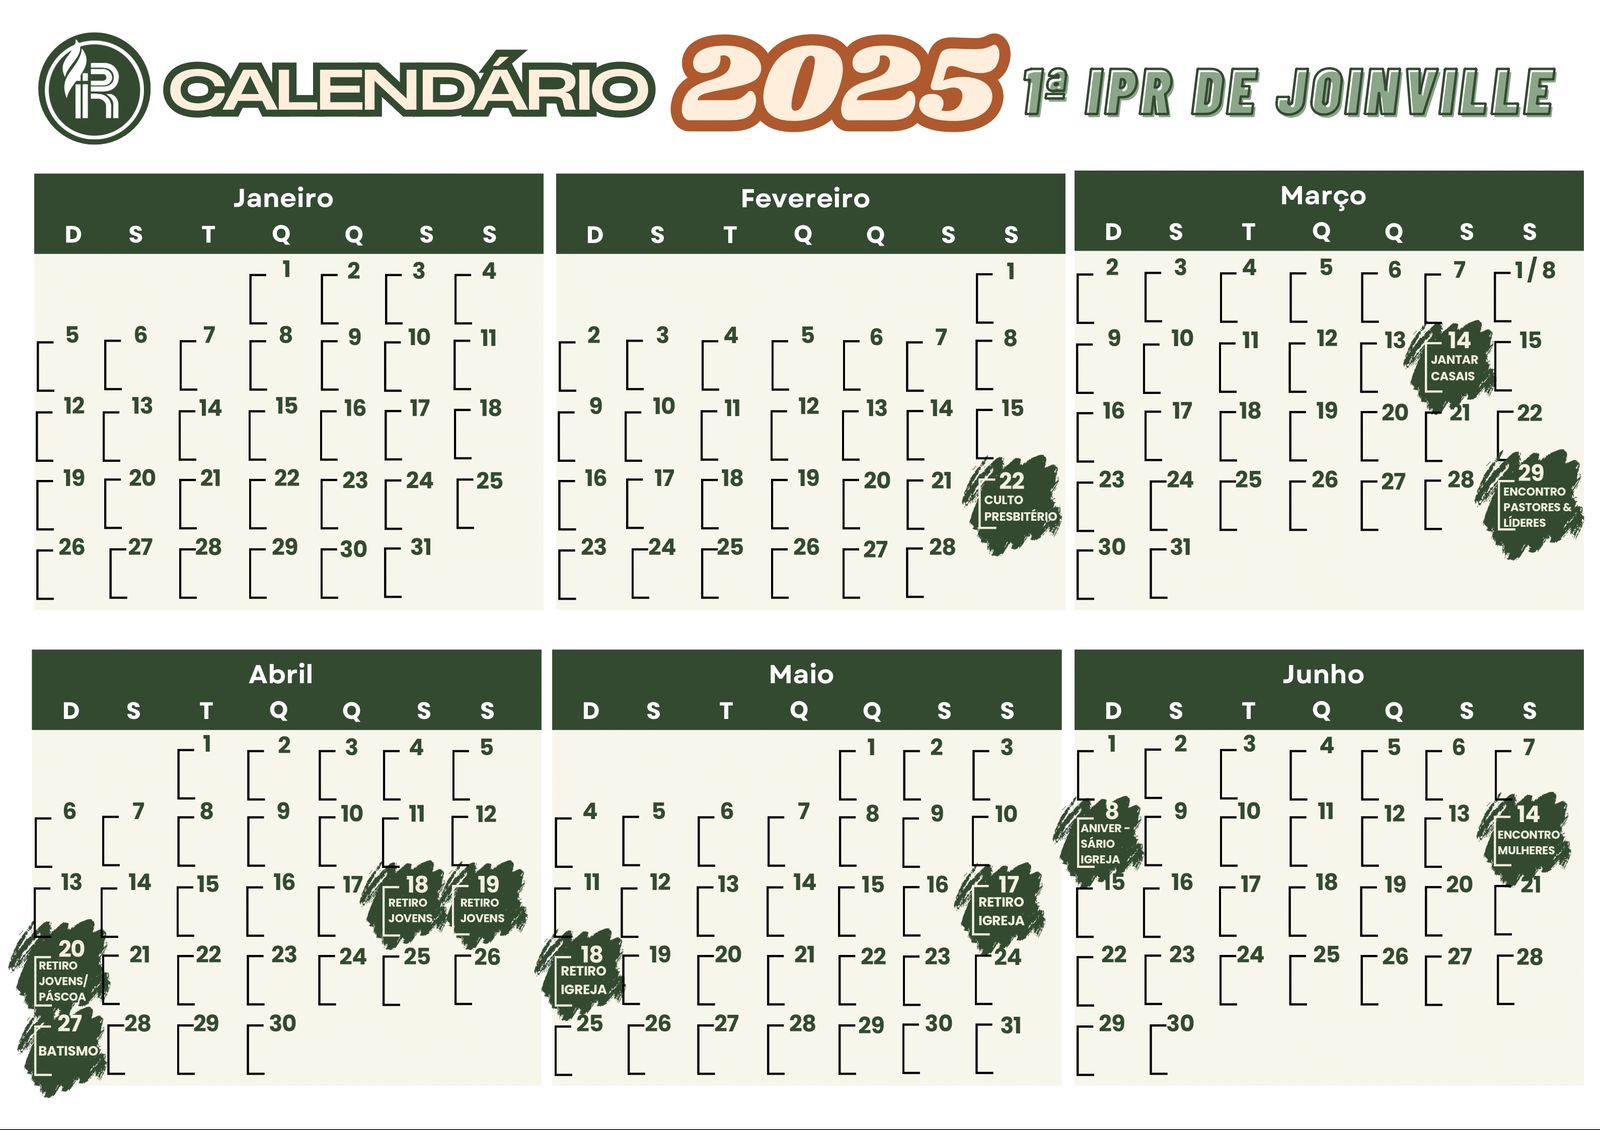 IR CALENDÁRIO 2025 1ª IPR DE JOINVILLE
Janeiro
D S T Q Q S S
1 2 3 4
5 6 7 8 9 10 11
12 13 14 15 16 17 18
19 20 21 22 23 24 25
26 27 28 29 30 31
Fevereiro
D S T Q Q S S
1
2 3 4 5 6 7 8
9 10 11 12 13 14 15
16 17 18 19 20 21 22
CULTO
PRESBITÉRIO
23 24 25 26 27 28
Março
D S T Q Q S S
2 3 4 5 6 7 1/8
9 10 11 12 13 14 15
JANTAR
CASAIS
16 17 18 19 20 21 22
23 24 25 26 27 28 29
ENCONTRO
PASTORES &
LÍDERES
30 31
Abril
D S T Q Q S S
1 2 3 4 5
6 7 8 9 10 11 12
13 14 15 16 17 18 19
RETIRO RETIRO
JOVENS JOVENS
20 21 22 23 24 25 26
RETIRO
JOVENS/
PÁSCOA
27 28 29 30
BATISMO
Maio
D S T Q Q S S
1 2 3
4 5 6 7 8 9 10
11 12 13 14 15 16 17
RETIRO
IGREJA
18 19 20 21 22 23 24
RETIRO
IGREJA
25 26 27 28 29 30 31
Junho
D S T Q Q S S
1 2 3 4 5 6 7
8 9 10 11 12 13 14
ANIVER-
SÁRIO
IGREJA
ENCONTRO
MULHERES
15 16 17 18 19 20 21
22 23 24 25 26 27 28
29 30